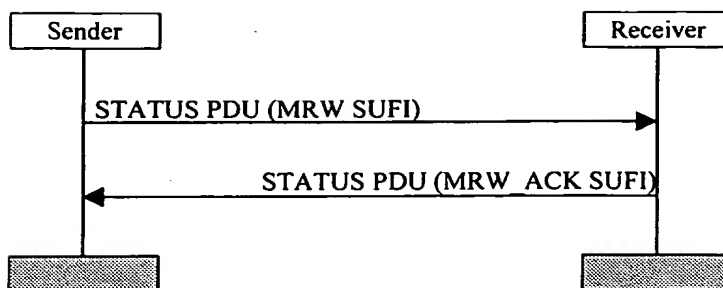 Sender
Receiver
STATUS PDU (MRW SUFI)
STATUS PDU (MRW_ACK SUFI)